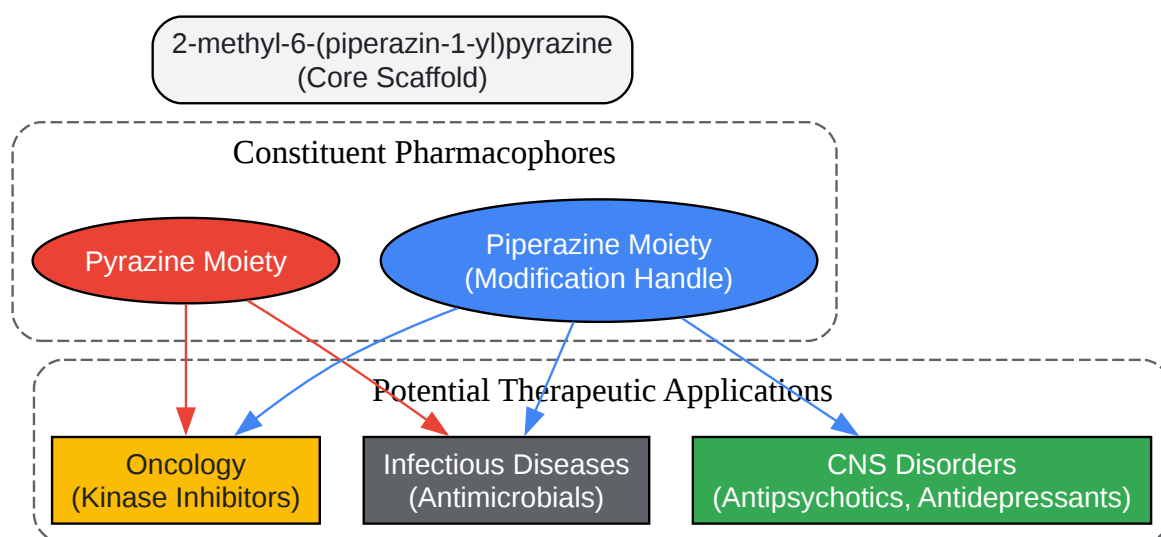 2-methyl-6-(piperazin-1-yl)pyrazine
(Core Scaffold)
Constituent Pharmacophores
Pyrazine Moiety
Piperazine Moiety
(Modification Handle)
Potential Therapeutic Applications
Oncology
(Kinase Inhibitors)
Infectious Diseases
(Antimicrobials)
CNS Disorders
(Antipsychotics, Antidepressants)